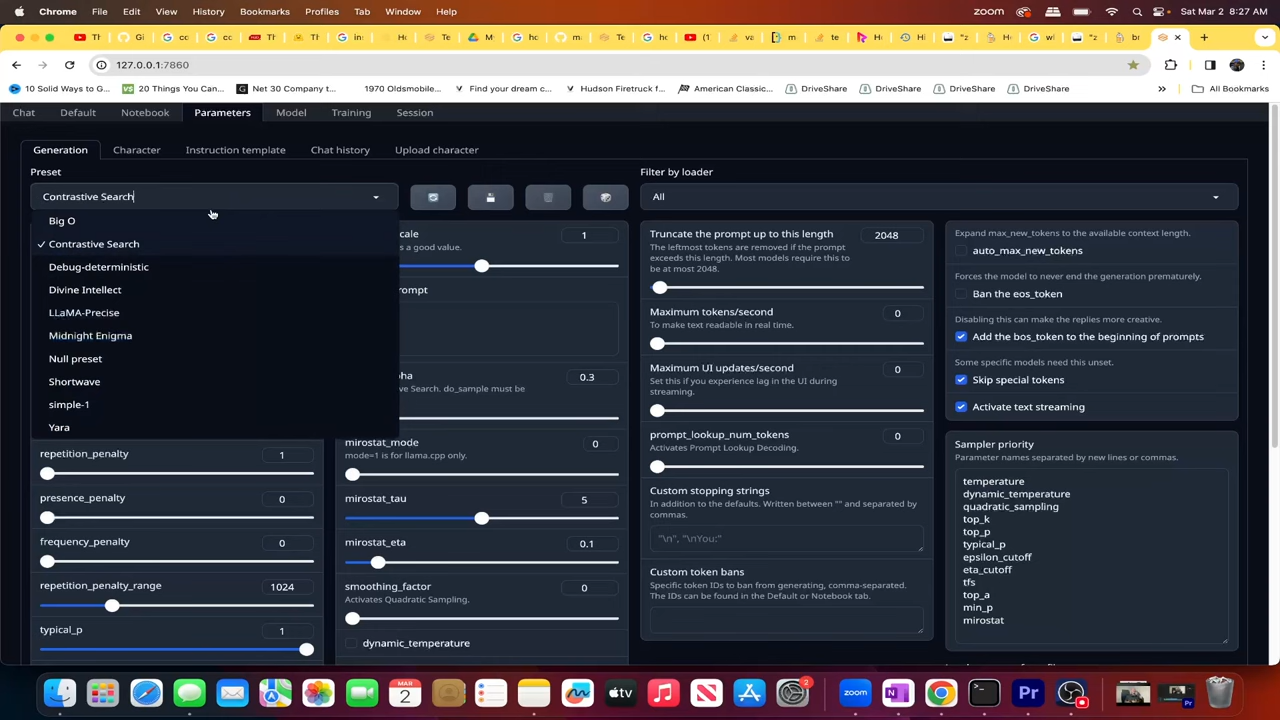 Chrome File Edit View History Bookmarks Profiles Tab Window Help zoom Sat Mar 2 8:27 AM
127.0.0.1:7860
10 Solid Ways to G... 20 Things You Can... Net 30 Company t... 1970 Oldsmobile... Find your dream c... Hudson Firetruck f... American Classic... DriveShare DriveShare DriveShare DriveShare » All Bookmarks
Chat Default Notebook Parameters Model Training Session
Generation Character Instruction template Chat history Upload character
Preset
Contrastive Search
Big O
✓ Contrastive Search
Debug-deterministic
Divine Intellect
LLaMA-Precise
Midnight Enigma
Null preset
Shortwave
simple-1
Yara
repetition_penalty 1
presence_penalty 0
frequency_penalty 0
repetition_penalty_range 1024
typical_p 1
cale 1
s a good value.
prompt
ha 0.3
e Search. do_sample must be
mirostat_mode 0
mode=1 is for llama.cpp only.
mirostat_tau 5
mirostat_eta 0.1
smoothing_factor 0
Activates Quadratic Sampling.
dynamic_temperature
Filter by loader
All
Truncate the prompt up to this length 2048
The leftmost tokens are removed if the prompt
exceeds this length. Most models require this to
be at most 2048.
Maximum tokens/second 0
To make text readable in real time.
Maximum UI updates/second 0
Set this if you experience lag in the UI during
streaming.
prompt_lookup_num_tokens 0
Activates Prompt Lookup Decoding.
Custom stopping strings
In addition to the defaults. Written between "" and separated by
commas.
"\n", "\nYou:"
Custom token bans
Specific token IDs to ban from generating, comma-separated.
The IDs can be found in the Default or Notebook tab.
Expand max_new_tokens to the available context length.
auto_max_new_tokens
Forces the model to never end the generation prematurely.
Ban the eos_token
Disabling this can make the replies more creative.
Add the bos_token to the beginning of prompts
Some specific models need this unset.
Skip special tokens
Activate text streaming
Sampler priority
Parameter names separated by new lines or commas.
temperature
dynamic_temperature
quadratic_sampling
top_k
top_p
typical_p
epsilon_cutoff
eta_cutoff
tfs
top_a
min_p
mirostat
MAR
2
tv
zoom
N
Pr
2